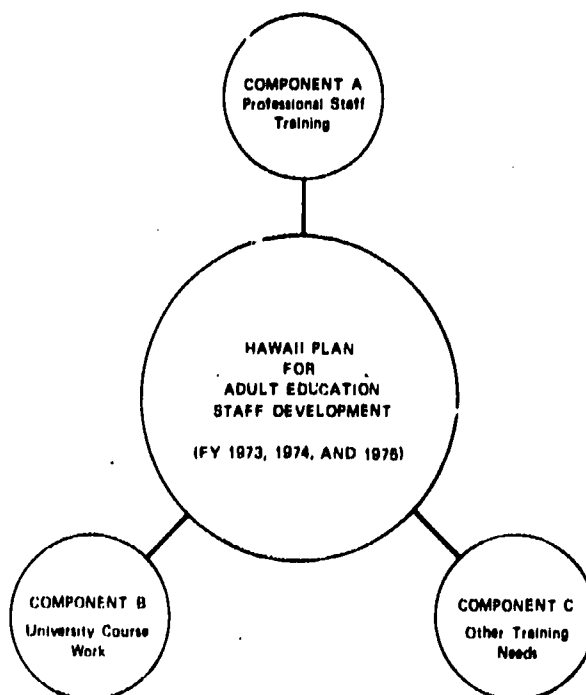 COMPONENT A
Professional Staff
Training
HAWAII PLAN
FOR
ADULT EDUCATION
STAFF DEVELOPMENT
(FY 1973, 1974, AND 1975)
COMPONENT B
University Course
Work
COMPONENT C
Other Training
Needs